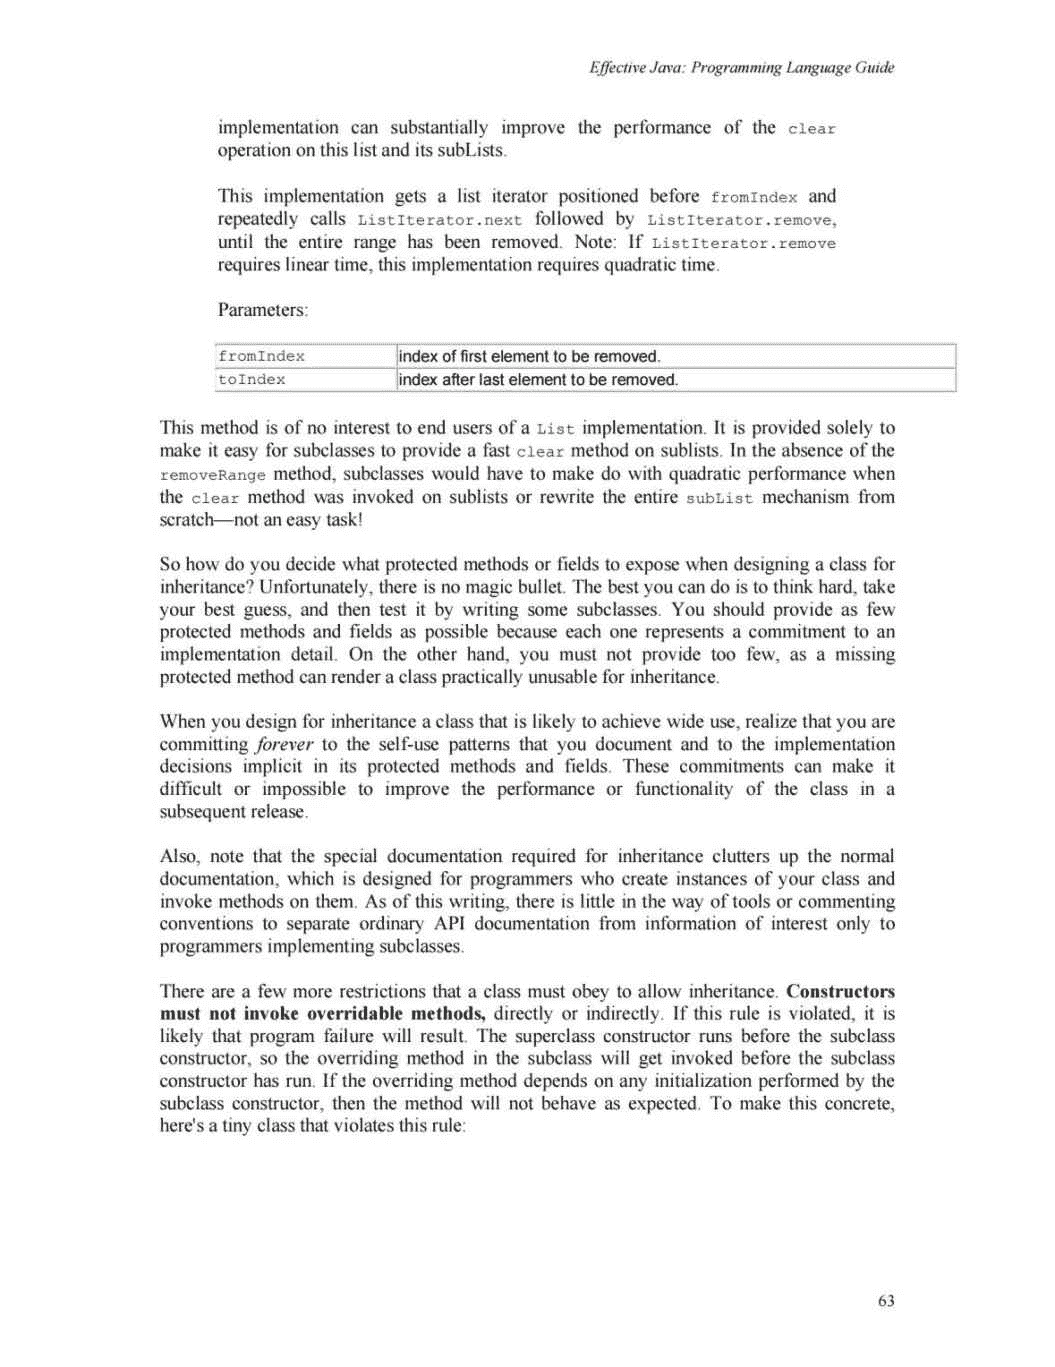 Effective Java: Programming Language Guide
implementation can substantially improve the performance of the clear
operation on this list and its subLists.
This implementation gets a list iterator positioned before fromIndex and
repeatedly calls ListIterator.next followed by ListIterator.remove,
until the entire range has been removed. Note: If ListIterator.remove
requires linear time, this implementation requires quadratic time.
Parameters:
fromIndex index of first element to be removed.
toIndex index after last element to be removed.
This method is of no interest to end users of a List implementation. It is provided solely to
make it easy for subclasses to provide a fast clear method on sublists. In the absence of the
removeRange method, subclasses would have to make do with quadratic performance when
the clear method was invoked on sublists or rewrite the entire subList mechanism from
scratch—not an easy task!
So how do you decide what protected methods or fields to expose when designing a class for
inheritance? Unfortunately, there is no magic bullet. The best you can do is to think hard, take
your best guess, and then test it by writing some subclasses. You should provide as few
protected methods and fields as possible because each one represents a commitment to an
implementation detail. On the other hand, you must not provide too few, as a missing
protected method can render a class practically unusable for inheritance.
When you design for inheritance a class that is likely to achieve wide use, realize that you are
committing forever to the self-use patterns that you document and to the implementation
decisions implicit in its protected methods and fields. These commitments can make it
difficult or impossible to improve the performance or functionality of the class in a
subsequent release.
Also, note that the special documentation required for inheritance clutters up the normal
documentation, which is designed for programmers who create instances of your class and
invoke methods on them. As of this writing, there is little in the way of tools or commenting
conventions to separate ordinary API documentation from information of interest only to
programmers implementing subclasses.
There are a few more restrictions that a class must obey to allow inheritance. Constructors
must not invoke overridable methods, directly or indirectly. If this rule is violated, it is
likely that program failure will result. The superclass constructor runs before the subclass
constructor, so the overriding method in the subclass will get invoked before the subclass
constructor has run. If the overriding method depends on any initialization performed by the
subclass constructor, then the method will not behave as expected. To make this concrete,
here's a tiny class that violates this rule:
63